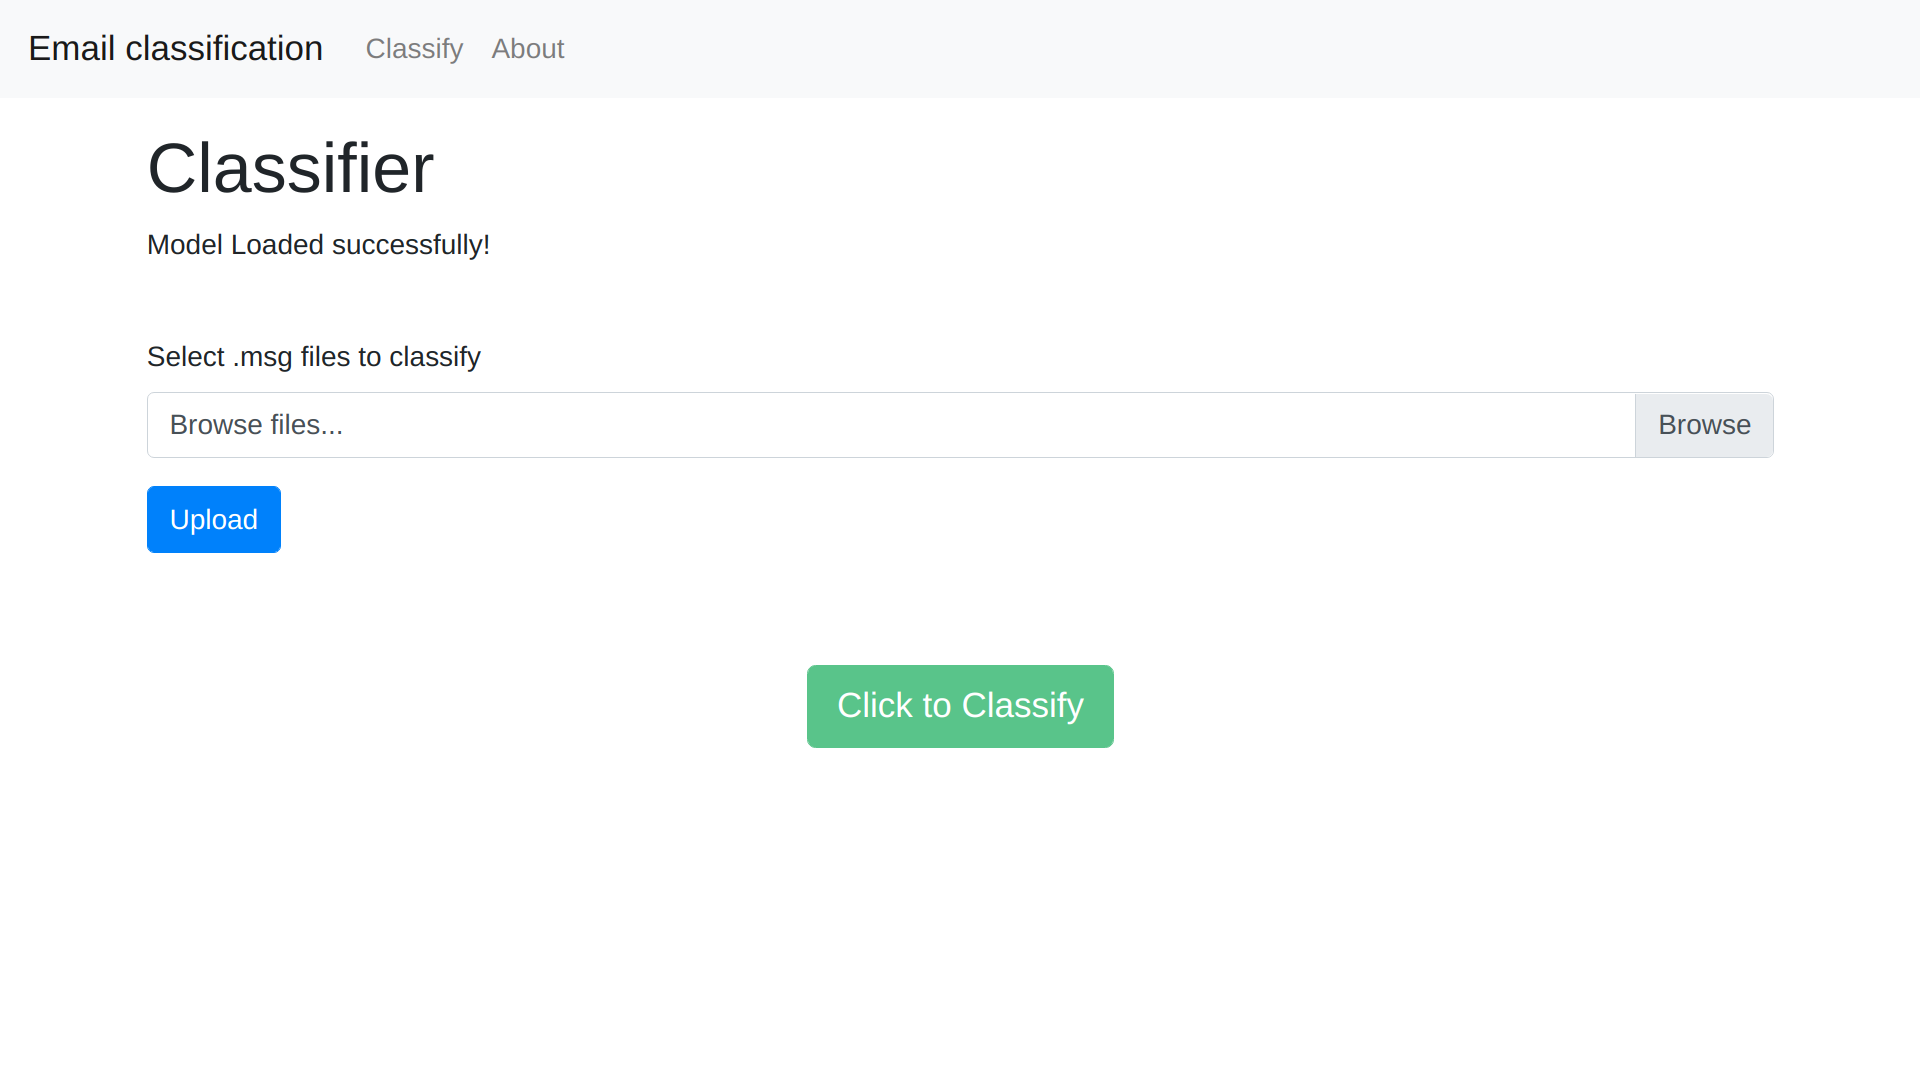 Email classification Classify About
Classifier
Model Loaded successfully!
Select .msg files to classify
Browse files... Browse
Upload
Click to Classify